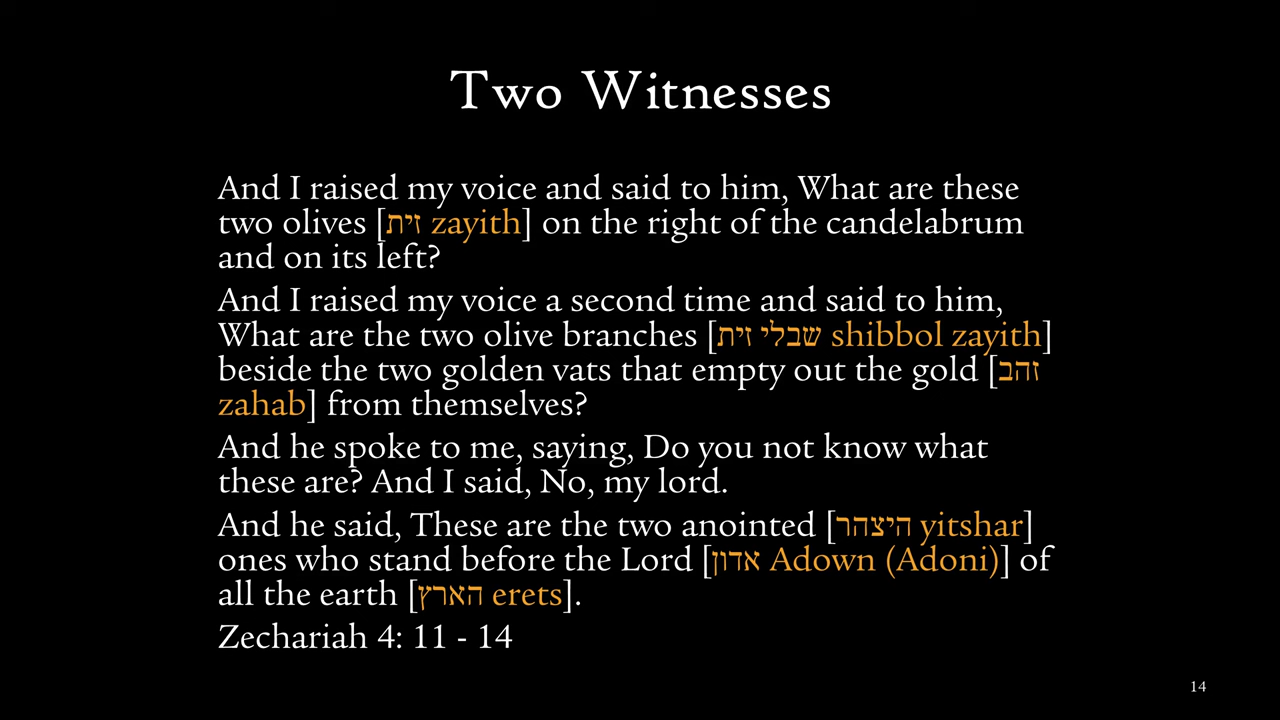 Two Witnesses
And I raised my voice and said to him, What are these
two olives [זית zayith] on the right of the candelabrum
and on its left?
And I raised my voice a second time and said to him,
What are the two olive branches [שבלי זית shibbol zayith]
beside the two golden vats that empty out the gold [זהב
zahab] from themselves?
And he spoke to me, saying, Do you not know what
these are? And I said, No, my lord.
And he said, These are the two anointed [היצהר yitshar]
ones who stand before the Lord [אדון Adown (Adoni)] of
all the earth [הארץ erets].
Zechariah 4: 11 - 14
14